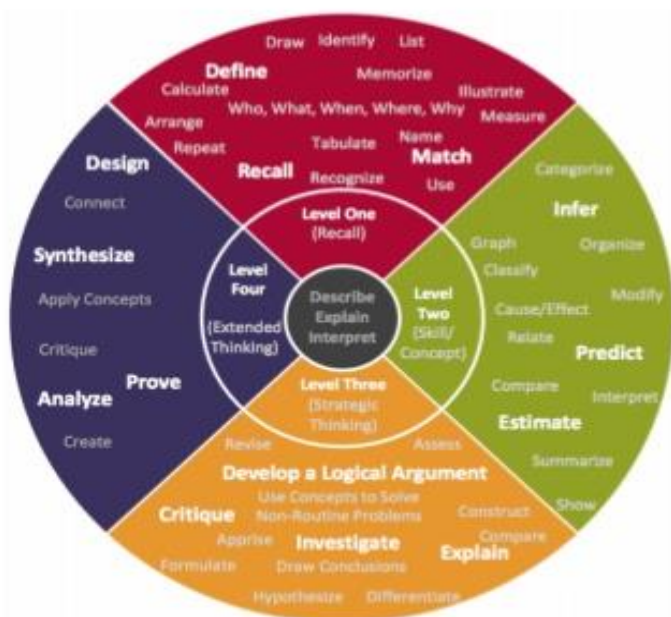 Draw Identify List
Define
Memorize
Calculate
Illustrate
Who, What, When, Where, Why
Measure
Arrange
Name
Repeat
Tabulate
Match
Recall
Recognize
Use
Level One
(Recall)
Design
Connect
Synthesize
Apply Concepts
Critique
Prove
Analyze
Create
Level
Four
(Extended
Thinking)
Describe
Explain
Interpret
Level
Two
(Skill/
Concept)
Categorize
Infer
Graph
Organize
Classify
Modify
Cause/Effect
Relate
Predict
Compare
Interpret
Estimate
Summarize
Show
Level Three
(Strategic
Thinking)
Revise
Assess
Develop a Logical Argument
Use Concepts to Solve
Non-Routine Problems
Critique
Construct
Apprise
Investigate
Compare
Explain
Formulate
Draw Conclusions
Hypothesize
Differentiate